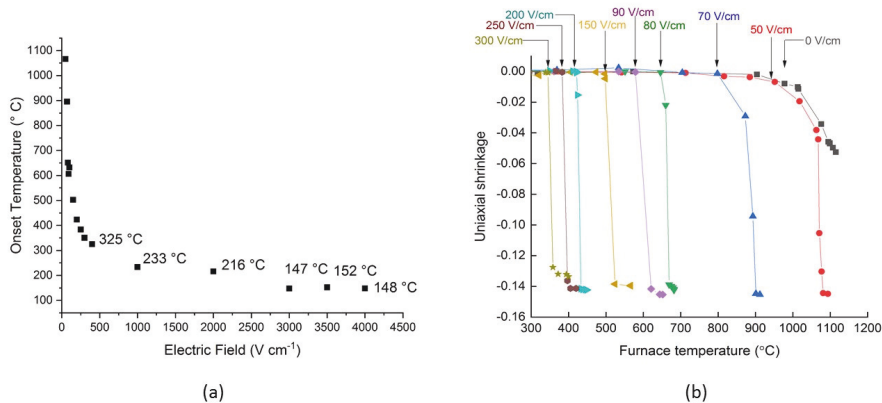 1100
1000
900
800
700
600
500
400
300
200
100
Onset Temperature (° C)
325 °C
233 °C
216 °C
147 °C
152 °C
148 °C
0 500 1000 1500 2000 2500 3000 3500 4000 4500
Electric Field (V cm⁻¹)
(a)
200 V/cm
250 V/cm
300 V/cm
150 V/cm
90 V/cm
80 V/cm
70 V/cm
50 V/cm
0 V/cm
0.00
-0.02
-0.04
-0.06
-0.08
-0.10
-0.12
-0.14
-0.16
Uniaxial shrinkage
300 400 500 600 700 800 900 1000 1100 1200
Furnace temperature (°C)
(b)